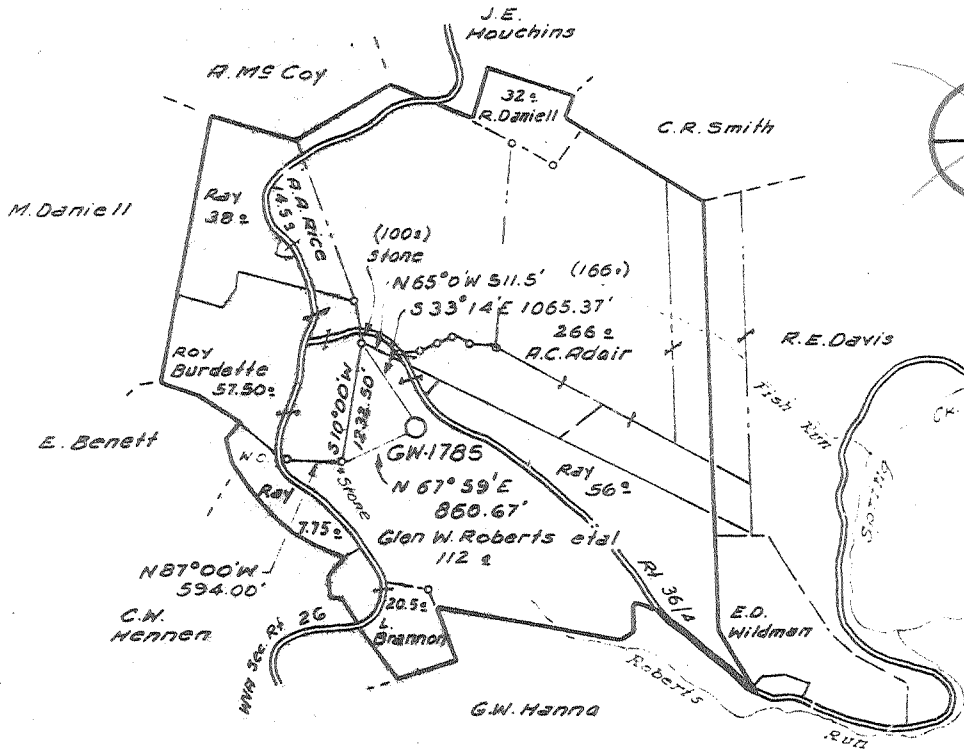 J.E.
Houchins
A. McCoy
32 a
R. Daniell
C.R. Smith
M. Daniell
Ray
38 a
A.A. Rice
14.5 a
(100 a)
Stone
N 65° 0' W 511.5'
(166 a)
S 33° 14' E 1065.37'
266 a
A.C. Adair
R.E. Davis
Roy
Burdette
57.50 a
S 10° 00' W
1232.50'
Fish
Run
Ck.
E. Benett
W O
GW-1785
Stone
Ray
7.75 a
N 67° 59' E
860.67'
Ray
56 a
Glen W. Roberts etal
112 a
N 87° 00' W
594.00'
C.W.
Hennen
20.5 a
L.
Brannon
WVA Sec. Rt 26
Rt 36/4
E.D.
Wildman
Roberts
Run
G.W. Hanna